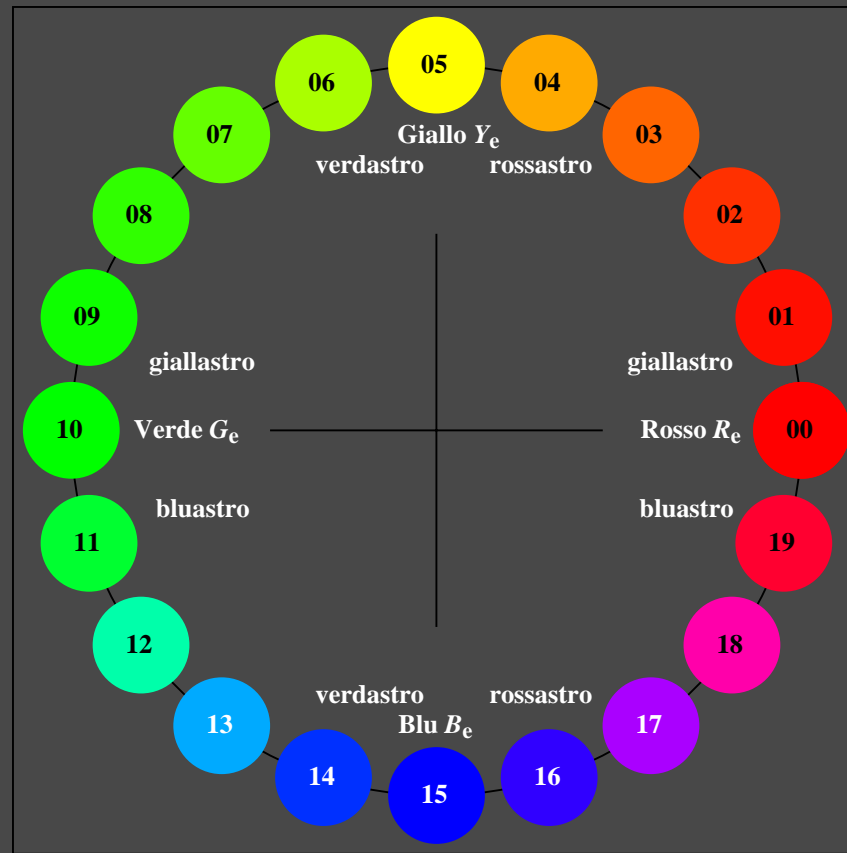 05
06 04
07 Giallo Ye 03
verdastro rossastro
08 02
09 01
giallastro giallastro
10 Verde Ge Rosso Re 00
bluastro bluastro
11 19
12 18
verdastro rossastro
13 Blu Be 17
14 16
15